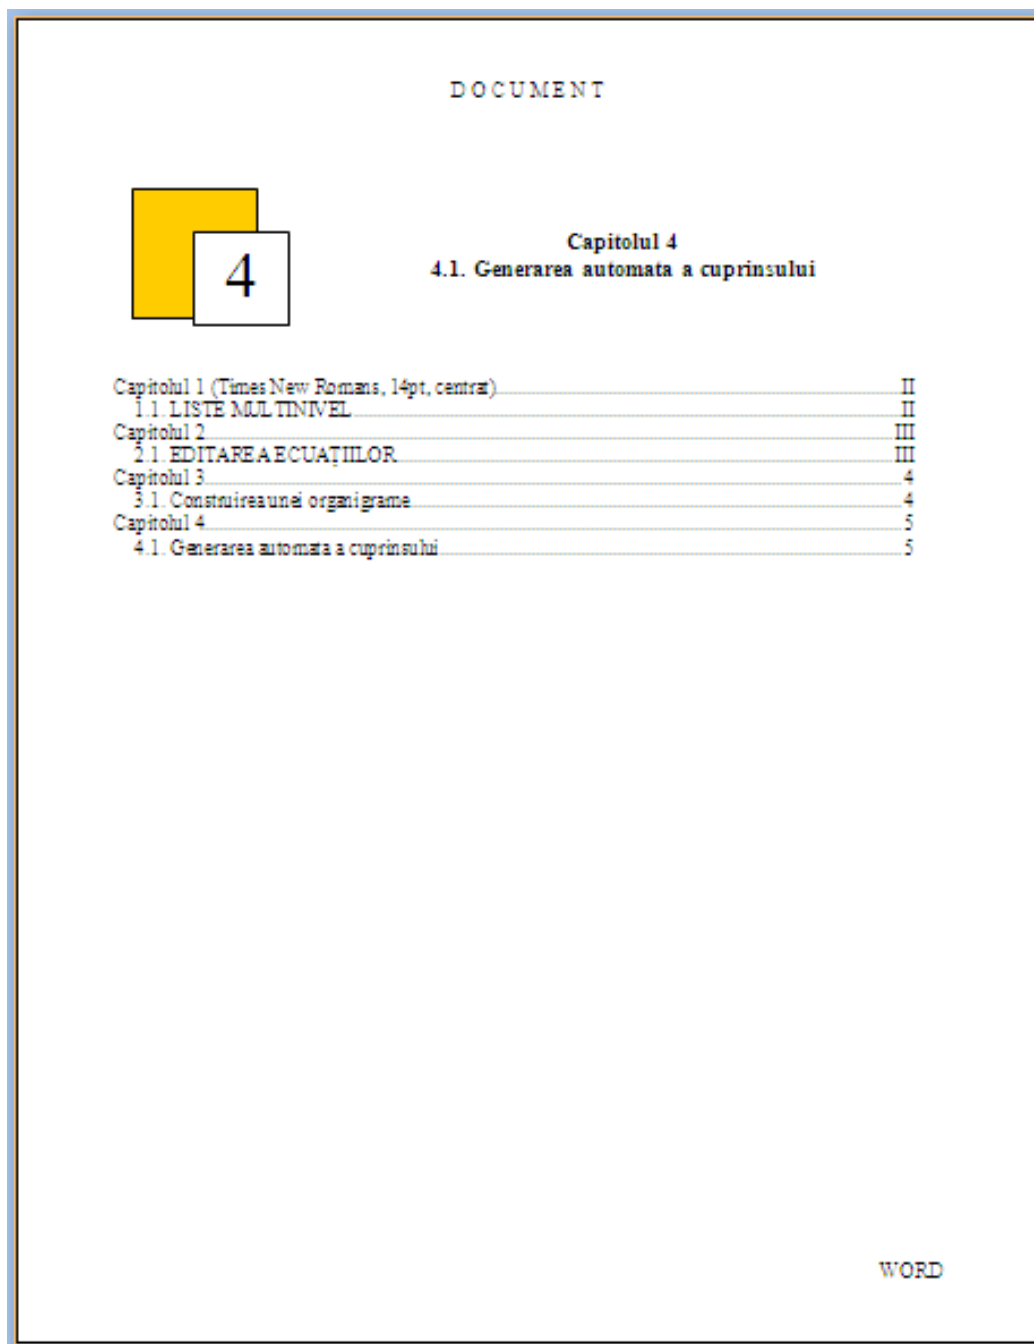 D O C U M E N T
4
Capitolul 4
4.1. Generarea automata a cuprinsului
Capitolul 1 (Times New Romans, 14pt, centrat)..........II
1.1. LISTE MULTINIVEL..........II
Capitolul 2..........III
2.1. EDITAREA ECUAȚIILOR..........III
Capitolul 3..........4
3.1. Construirea unei organigrame..........4
Capitolul 4..........5
4.1. Generarea automata a cuprinsului..........5
WORD